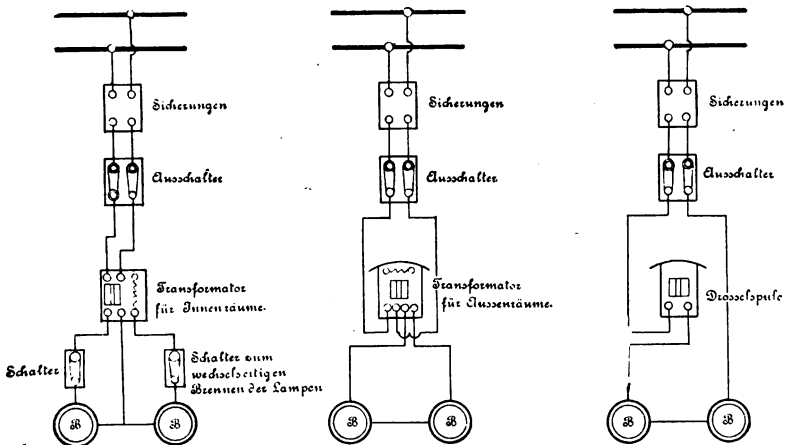 Sicherungen
Ausschalter
Transformator
für Innenräume.
Schalter
Schalter zum
wechselseitigen
Brennen der Lampen
B
B
Sicherungen
Ausschalter
Transformator
für Aussenräume.
B
B
Sicherungen
Ausschalter
Drosselspule
B
B